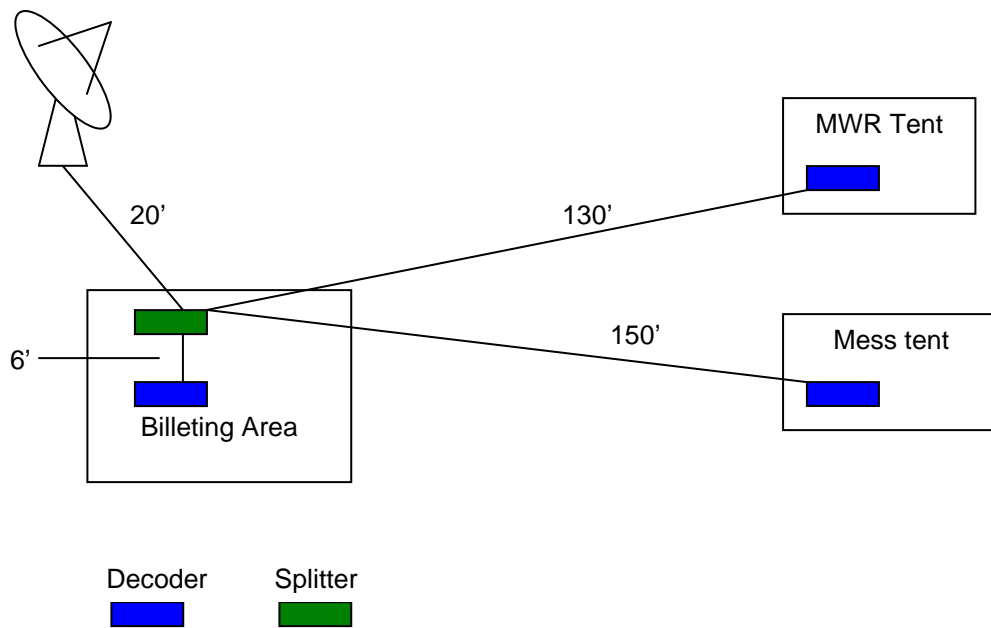 MWR Tent
20’
130’
150’
Mess tent
6’
Billeting Area
Decoder
Splitter